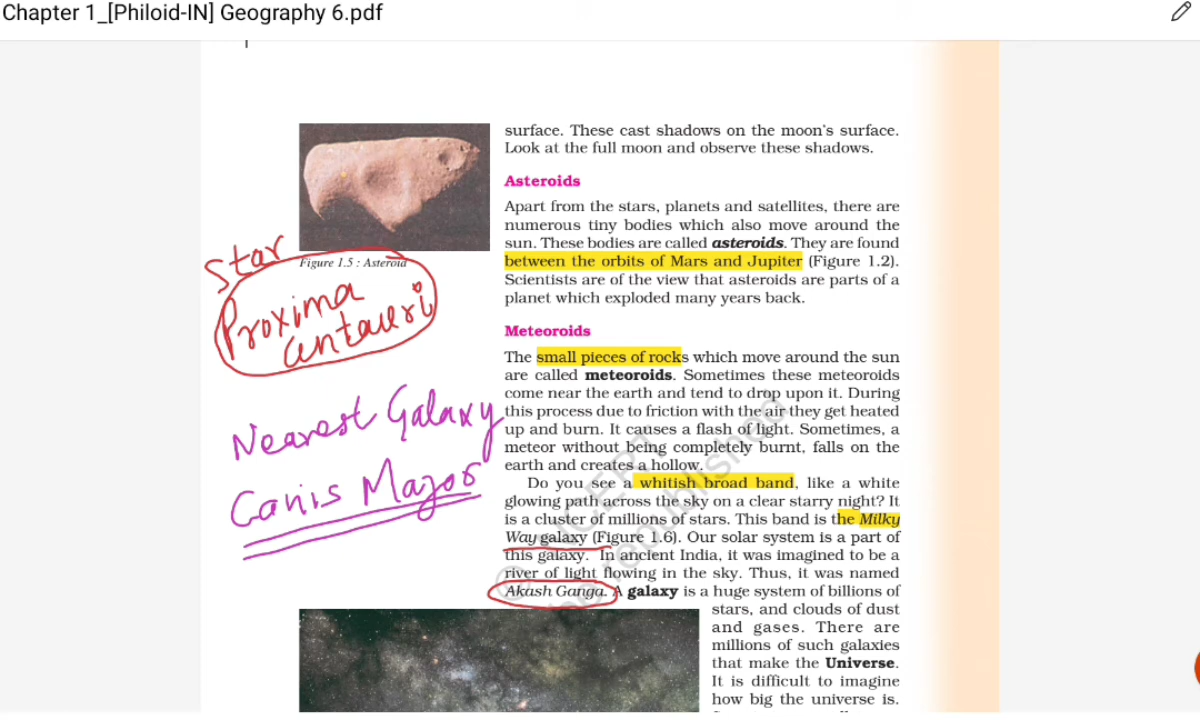 Chapter 1_[Philoid-IN] Geography 6.pdf
surface. These cast shadows on the moon's surface.
Look at the full moon and observe these shadows.
Asteroids
Apart from the stars, planets and satellites, there are
numerous tiny bodies which also move around the
sun. These bodies are called asteroids. They are found
between the orbits of Mars and Jupiter (Figure 1.2).
Scientists are of the view that asteroids are parts of a
planet which exploded many years back.
Figure 1.5 : Asteroid
Star
Proxima
Centauri
Nearest Galaxy
Canis Major
Meteoroids
The small pieces of rocks which move around the sun
are called meteoroids. Sometimes these meteoroids
come near the earth and tend to drop upon it. During
this process due to friction with the air they get heated
up and burn. It causes a flash of light. Sometimes, a
meteor without being completely burnt, falls on the
earth and creates a hollow.
Do you see a whitish broad band, like a white
glowing path across the sky on a clear starry night? It
is a cluster of millions of stars. This band is the Milky
Way galaxy (Figure 1.6). Our solar system is a part of
this galaxy. In ancient India, it was imagined to be a
river of light flowing in the sky. Thus, it was named
Akash Ganga. A galaxy is a huge system of billions of
stars, and clouds of dust
and gases. There are
millions of such galaxies
that make the Universe.
It is difficult to imagine
how big the universe is.
© NCERT
republished